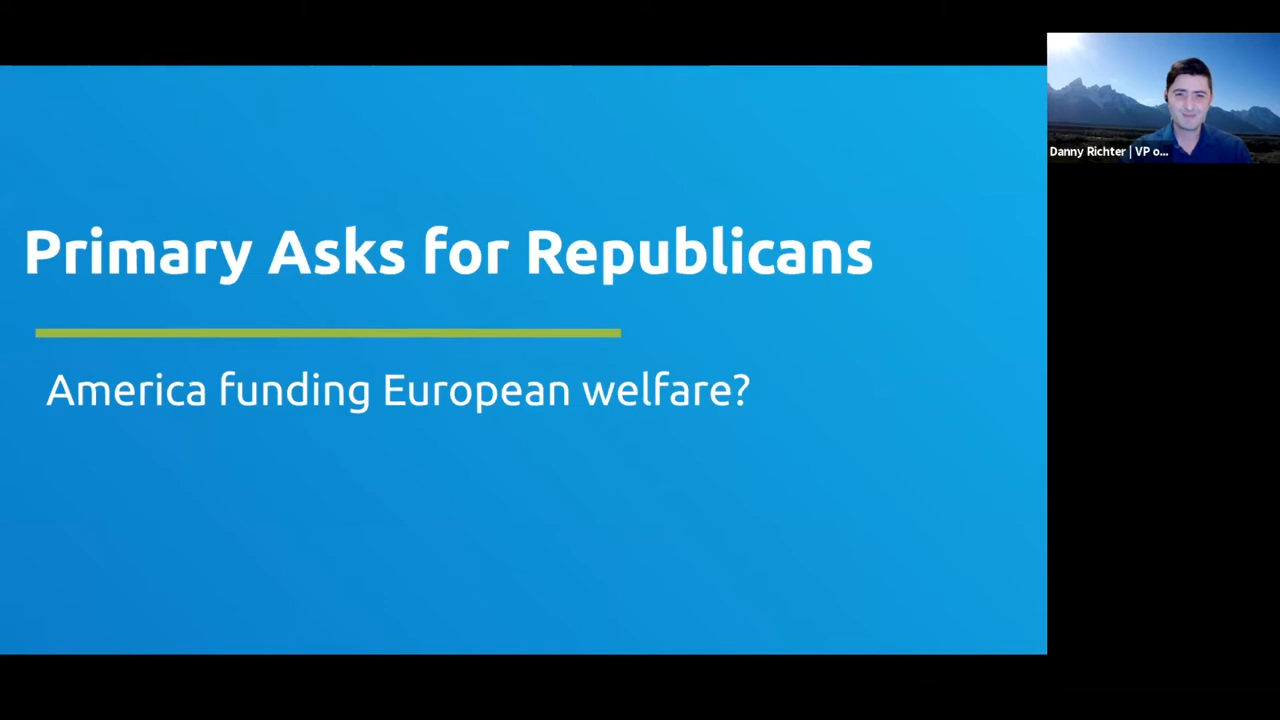 Primary Asks for Republicans
America funding European welfare?
Danny Richter | VP o...